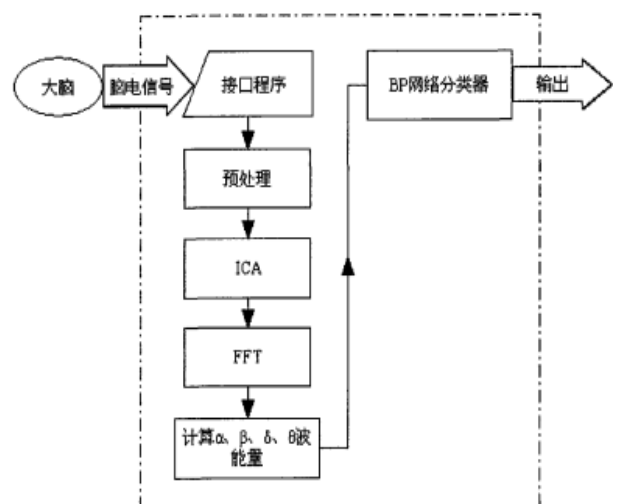 大脑
脑电信号
接口程序
BP网络分类器
输出
预处理
ICA
FFT
计算α、β、δ、θ波
能量